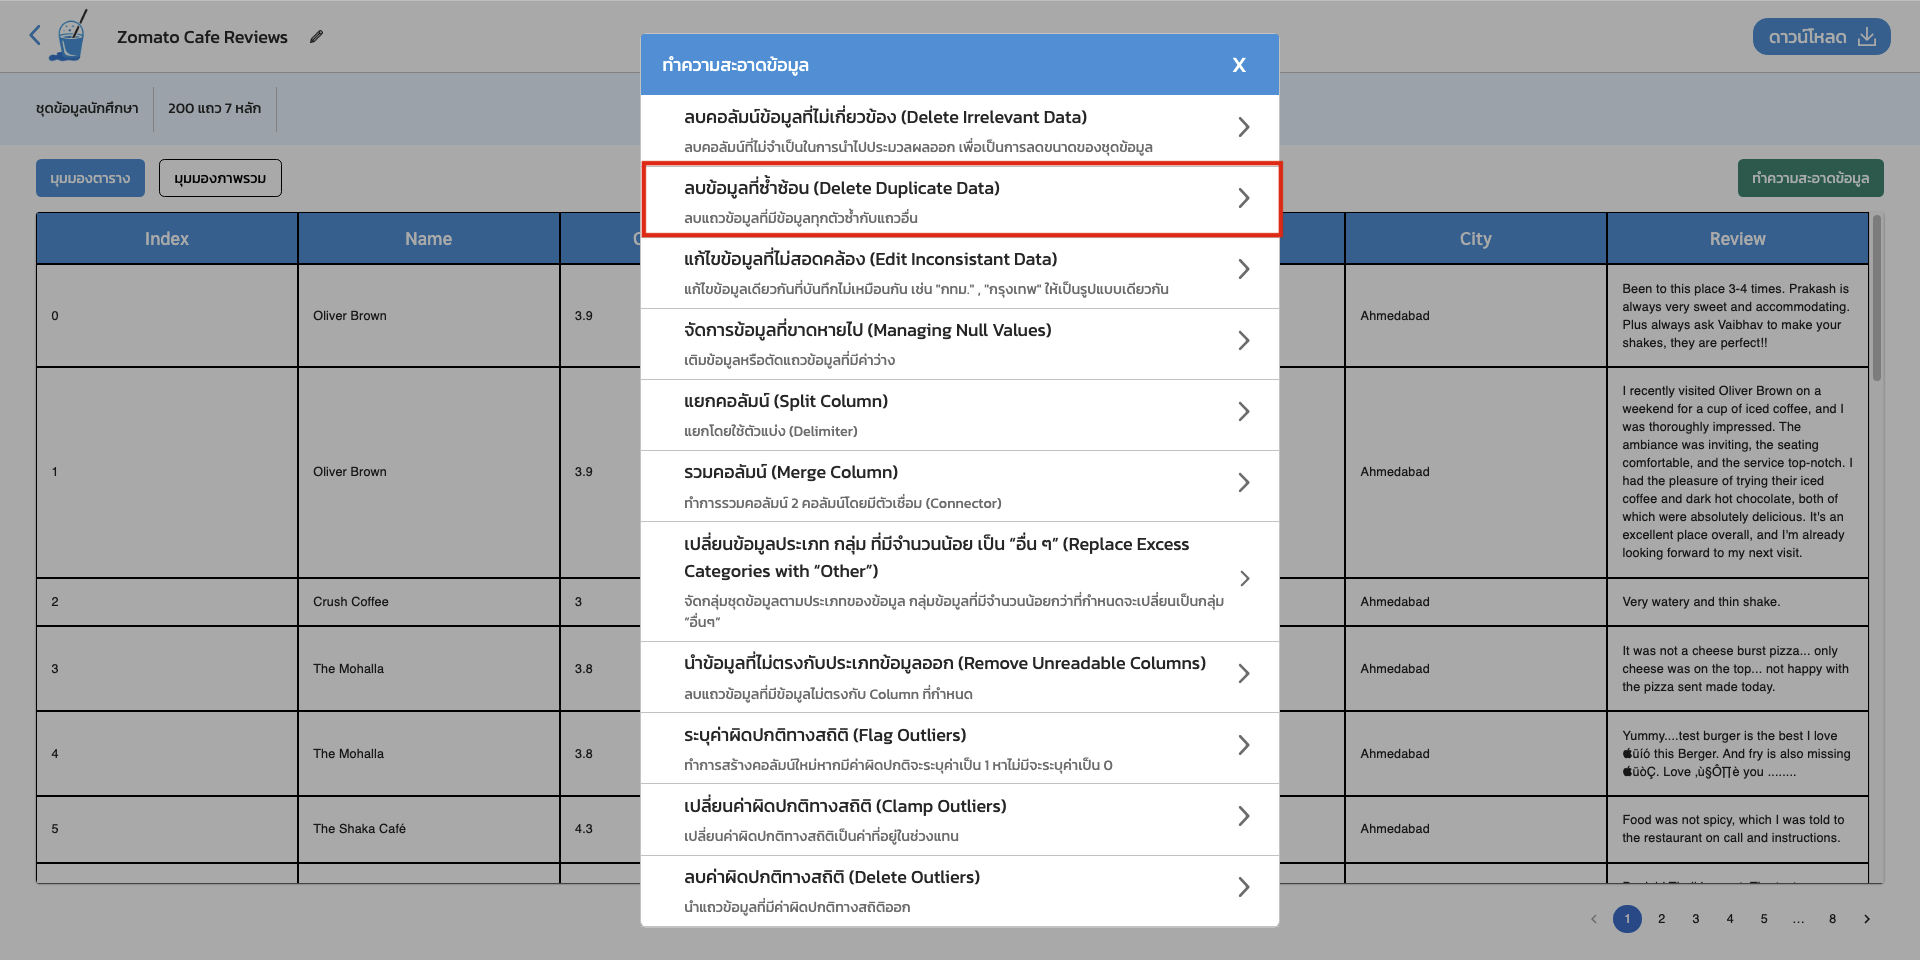 Zomato Cafe Reviews
ดาวน์โหลด
ชุดข้อมูลนักศึกษา
200 แถว 7 หลัก
มุมมองตาราง
มุมมองภาพรวม
ทำความสะอาดข้อมูล
Index
Name
City
Review
0
Oliver Brown
3.9
Ahmedabad
Been to this place 3-4 times. Prakash is
always very sweet and accommodating.
Plus always ask Vaibhav to make your
shakes, they are perfect!!
1
Oliver Brown
3.9
Ahmedabad
I recently visited Oliver Brown on a
weekend for a cup of iced coffee, and I
was thoroughly impressed. The
ambiance was inviting, the seating
comfortable, and the service top-notch. I
had the pleasure of trying their iced
coffee and dark hot chocolate, both of
which were absolutely delicious. It's an
excellent place overall, and I'm already
looking forward to my next visit.
2
Crush Coffee
3
Ahmedabad
Very watery and thin shake.
3
The Mohalla
3.8
Ahmedabad
It was not a cheese burst pizza... only
cheese was on the top... not happy with
the pizza sent made today.
4
The Mohalla
3.8
Ahmedabad
Yummy....test burger is the best I love
üíó this Berger. And fry is also missing
üòÇ. Love ‚ù§Ô∏è you ........
5
The Shaka Café
4.3
Ahmedabad
Food was not spicy, which I was told to
the restaurant on call and instructions.
1 2 3 4 5 ... 8
ทำความสะอาดข้อมูล
X
ลบคอลัมน์ข้อมูลที่ไม่เกี่ยวข้อง (Delete Irrelevant Data)
ลบคอลัมน์ที่ไม่จำเป็นในการนำไปประมวลผลออก เพื่อเป็นการลดขนาดของชุดข้อมูล
ลบข้อมูลที่ซ้ำซ้อน (Delete Duplicate Data)
ลบแถวข้อมูลที่มีข้อมูลทุกตัวซ้ำกับแถวอื่น
แก้ไขข้อมูลที่ไม่สอดคล้อง (Edit Inconsistant Data)
แก้ไขข้อมูลเดียวกันที่บันทึกไม่เหมือนกัน เช่น "กทม." , "กรุงเทพ" ให้เป็นรูปแบบเดียวกัน
จัดการข้อมูลที่ขาดหายไป (Managing Null Values)
เติมข้อมูลหรือตัดแถวข้อมูลที่มีค่าว่าง
แยกคอลัมน์ (Split Column)
แยกโดยใช้ตัวแบ่ง (Delimiter)
รวมคอลัมน์ (Merge Column)
ทำการรวมคอลัมน์ 2 คอลัมน์โดยมีตัวเชื่อม (Connector)
เปลี่ยนข้อมูลประเภท กลุ่ม ที่มีจำนวนน้อย เป็น “อื่น ๆ” (Replace Excess
Categories with “Other”)
จัดกลุ่มชุดข้อมูลตามประเภทของข้อมูล กลุ่มข้อมูลที่มีจำนวนน้อยกว่าที่กำหนดจะเปลี่ยนเป็นกลุ่ม
“อื่นๆ”
นำข้อมูลที่ไม่ตรงกับประเภทข้อมูลออก (Remove Unreadable Columns)
ลบแถวข้อมูลที่มีข้อมูลไม่ตรงกับ Column ที่กำหนด
ระบุค่าผิดปกติทางสถิติ (Flag Outliers)
ทำการสร้างคอลัมน์ใหม่หากมีค่าผิดปกติจะระบุค่าเป็น 1 หาไม่มีจะระบุค่าเป็น 0
เปลี่ยนค่าผิดปกติทางสถิติ (Clamp Outliers)
เปลี่ยนค่าผิดปกติทางสถิติเป็นค่าที่อยู่ในช่วงแทน
ลบค่าผิดปกติทางสถิติ (Delete Outliers)
นำแถวข้อมูลที่มีค่าผิดปกติทางสถิติออก